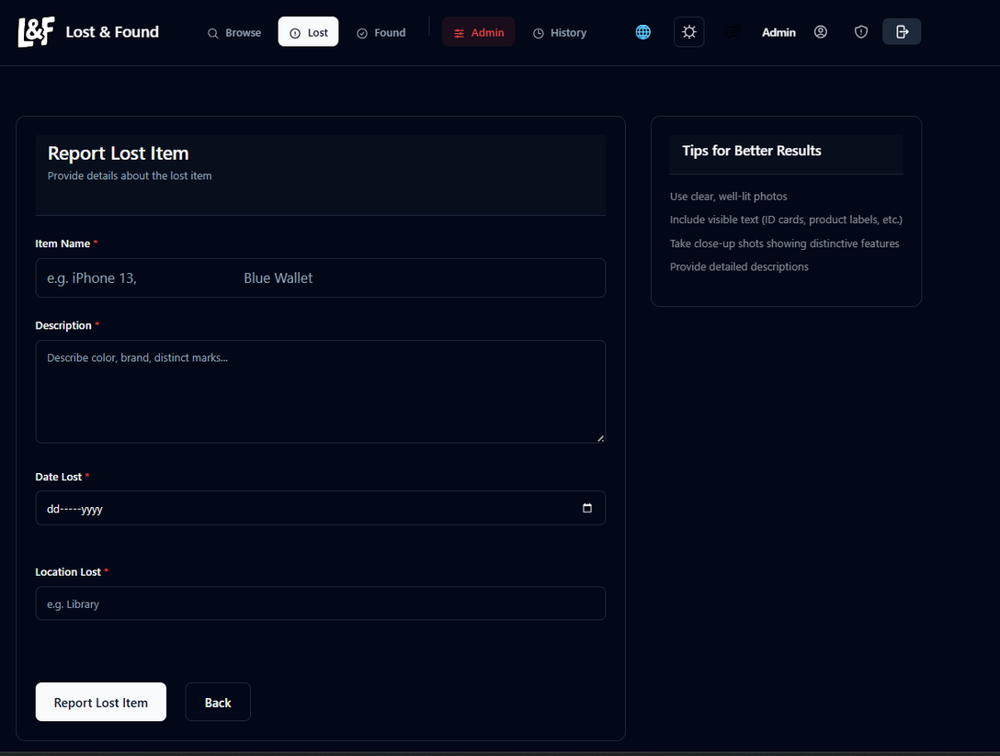 L&F Lost & Found Browse Lost Found Admin History Admin
Report Lost Item
Provide details about the lost item
Item Name *
e.g. iPhone 13, Blue Wallet
Description *
Describe color, brand, distinct marks...
Date Lost *
dd-----yyyy
Location Lost *
e.g. Library
Report Lost Item Back
Tips for Better Results
Use clear, well-lit photos
Include visible text (ID cards, product labels, etc.)
Take close-up shots showing distinctive features
Provide detailed descriptions